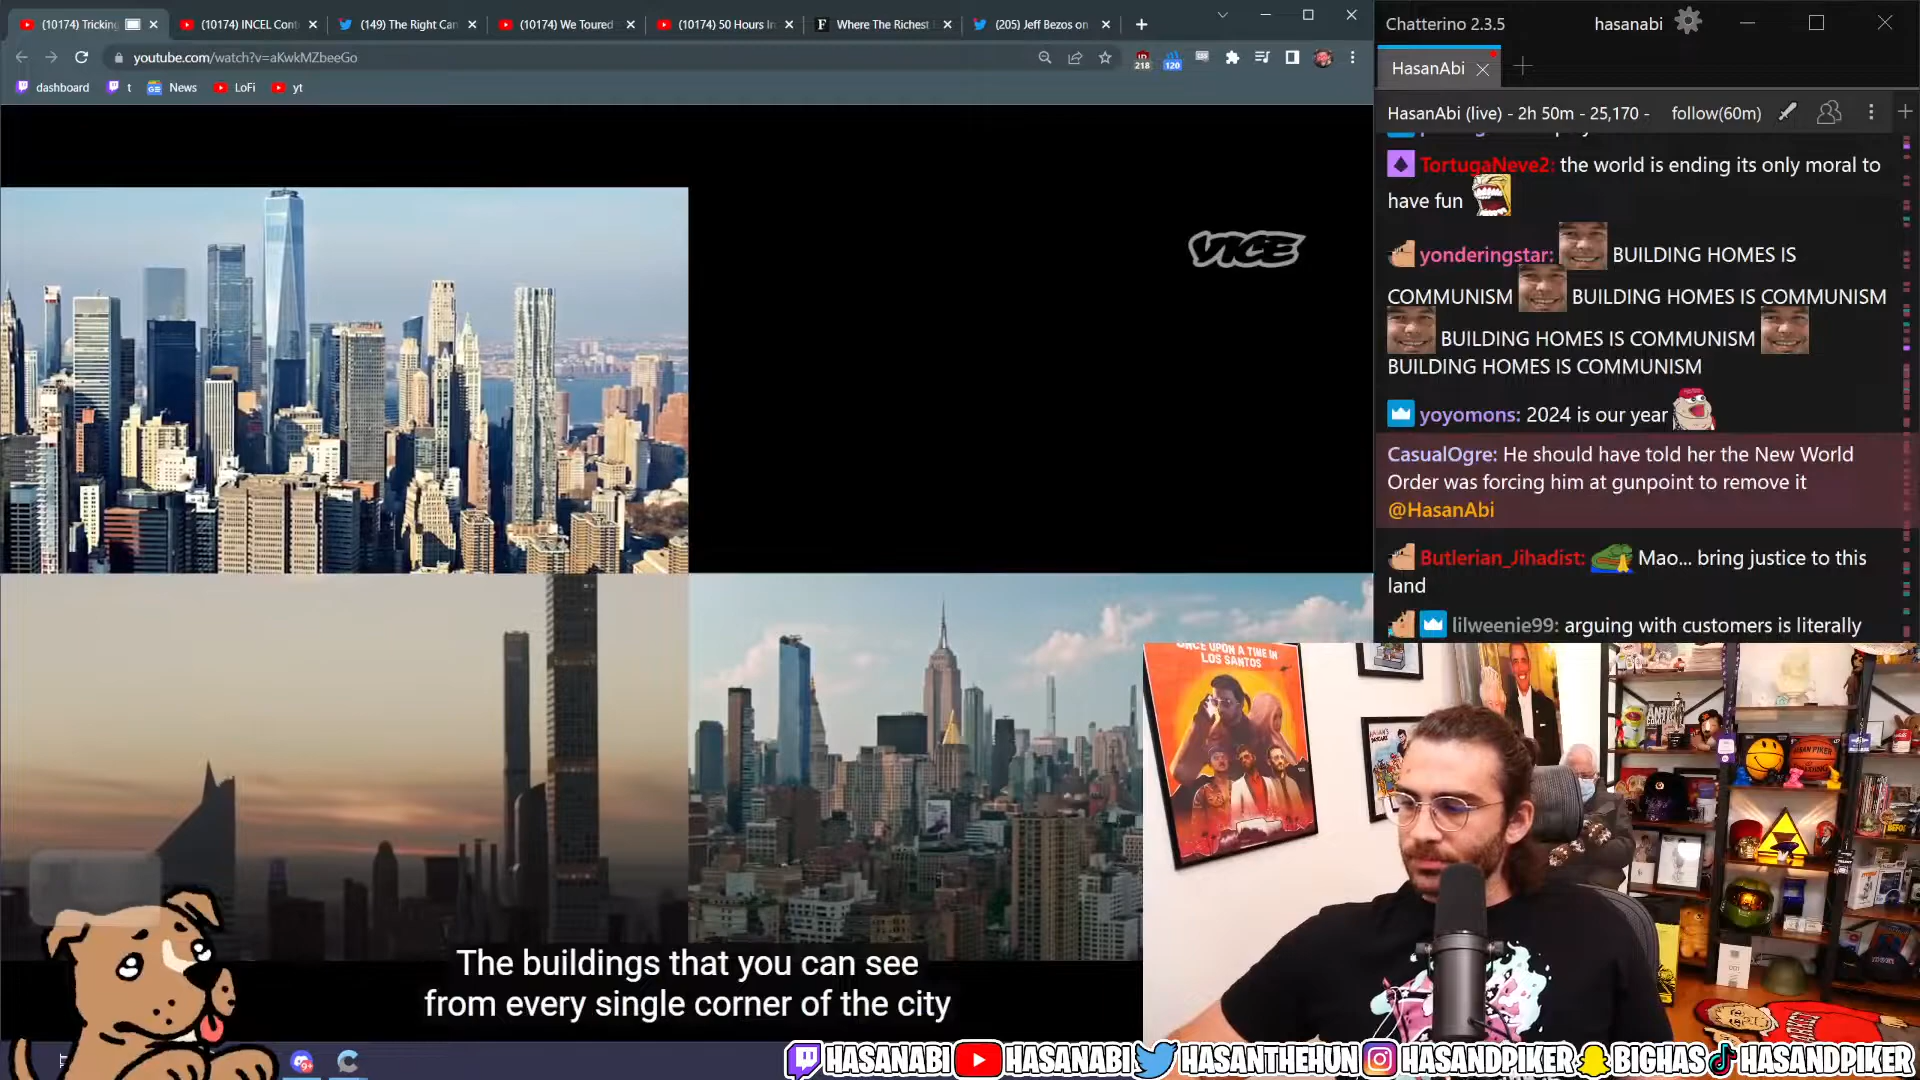 (10174) Tricking
(10174) INCEL Cont
(149) The Right Can
(10174) We Toured
(10174) 50 Hours In
Where The Richest
(205) Jeff Bezos on
youtube.com/watch?v=aKwkMZbeeGo
218
120
dashboard
t
News
LoFi
yt
VICE
The buildings that you can see
from every single corner of the city
Chatterino 2.3.5
hasanabi
HasanAbi
HasanAbi (live) - 2h 50m - 25,170 -
follow(60m)
TortugaNeve2: the world is ending its only moral to
have fun
yonderingstar: BUILDING HOMES IS
COMMUNISM BUILDING HOMES IS COMMUNISM
BUILDING HOMES IS COMMUNISM
BUILDING HOMES IS COMMUNISM
yoyomons: 2024 is our year
CasualOgre: He should have told her the New World
Order was forcing him at gunpoint to remove it
@HasanAbi
Butlerian_Jihadist: Mao... bring justice to this
land
lilweenie99: arguing with customers is literally
ONCE UPON A TIME IN
LOS SANTOS
HASANABI
HASANABI
HASANTHEHUN
HASANDPIKER
BIGHAS
HASANDPIKER